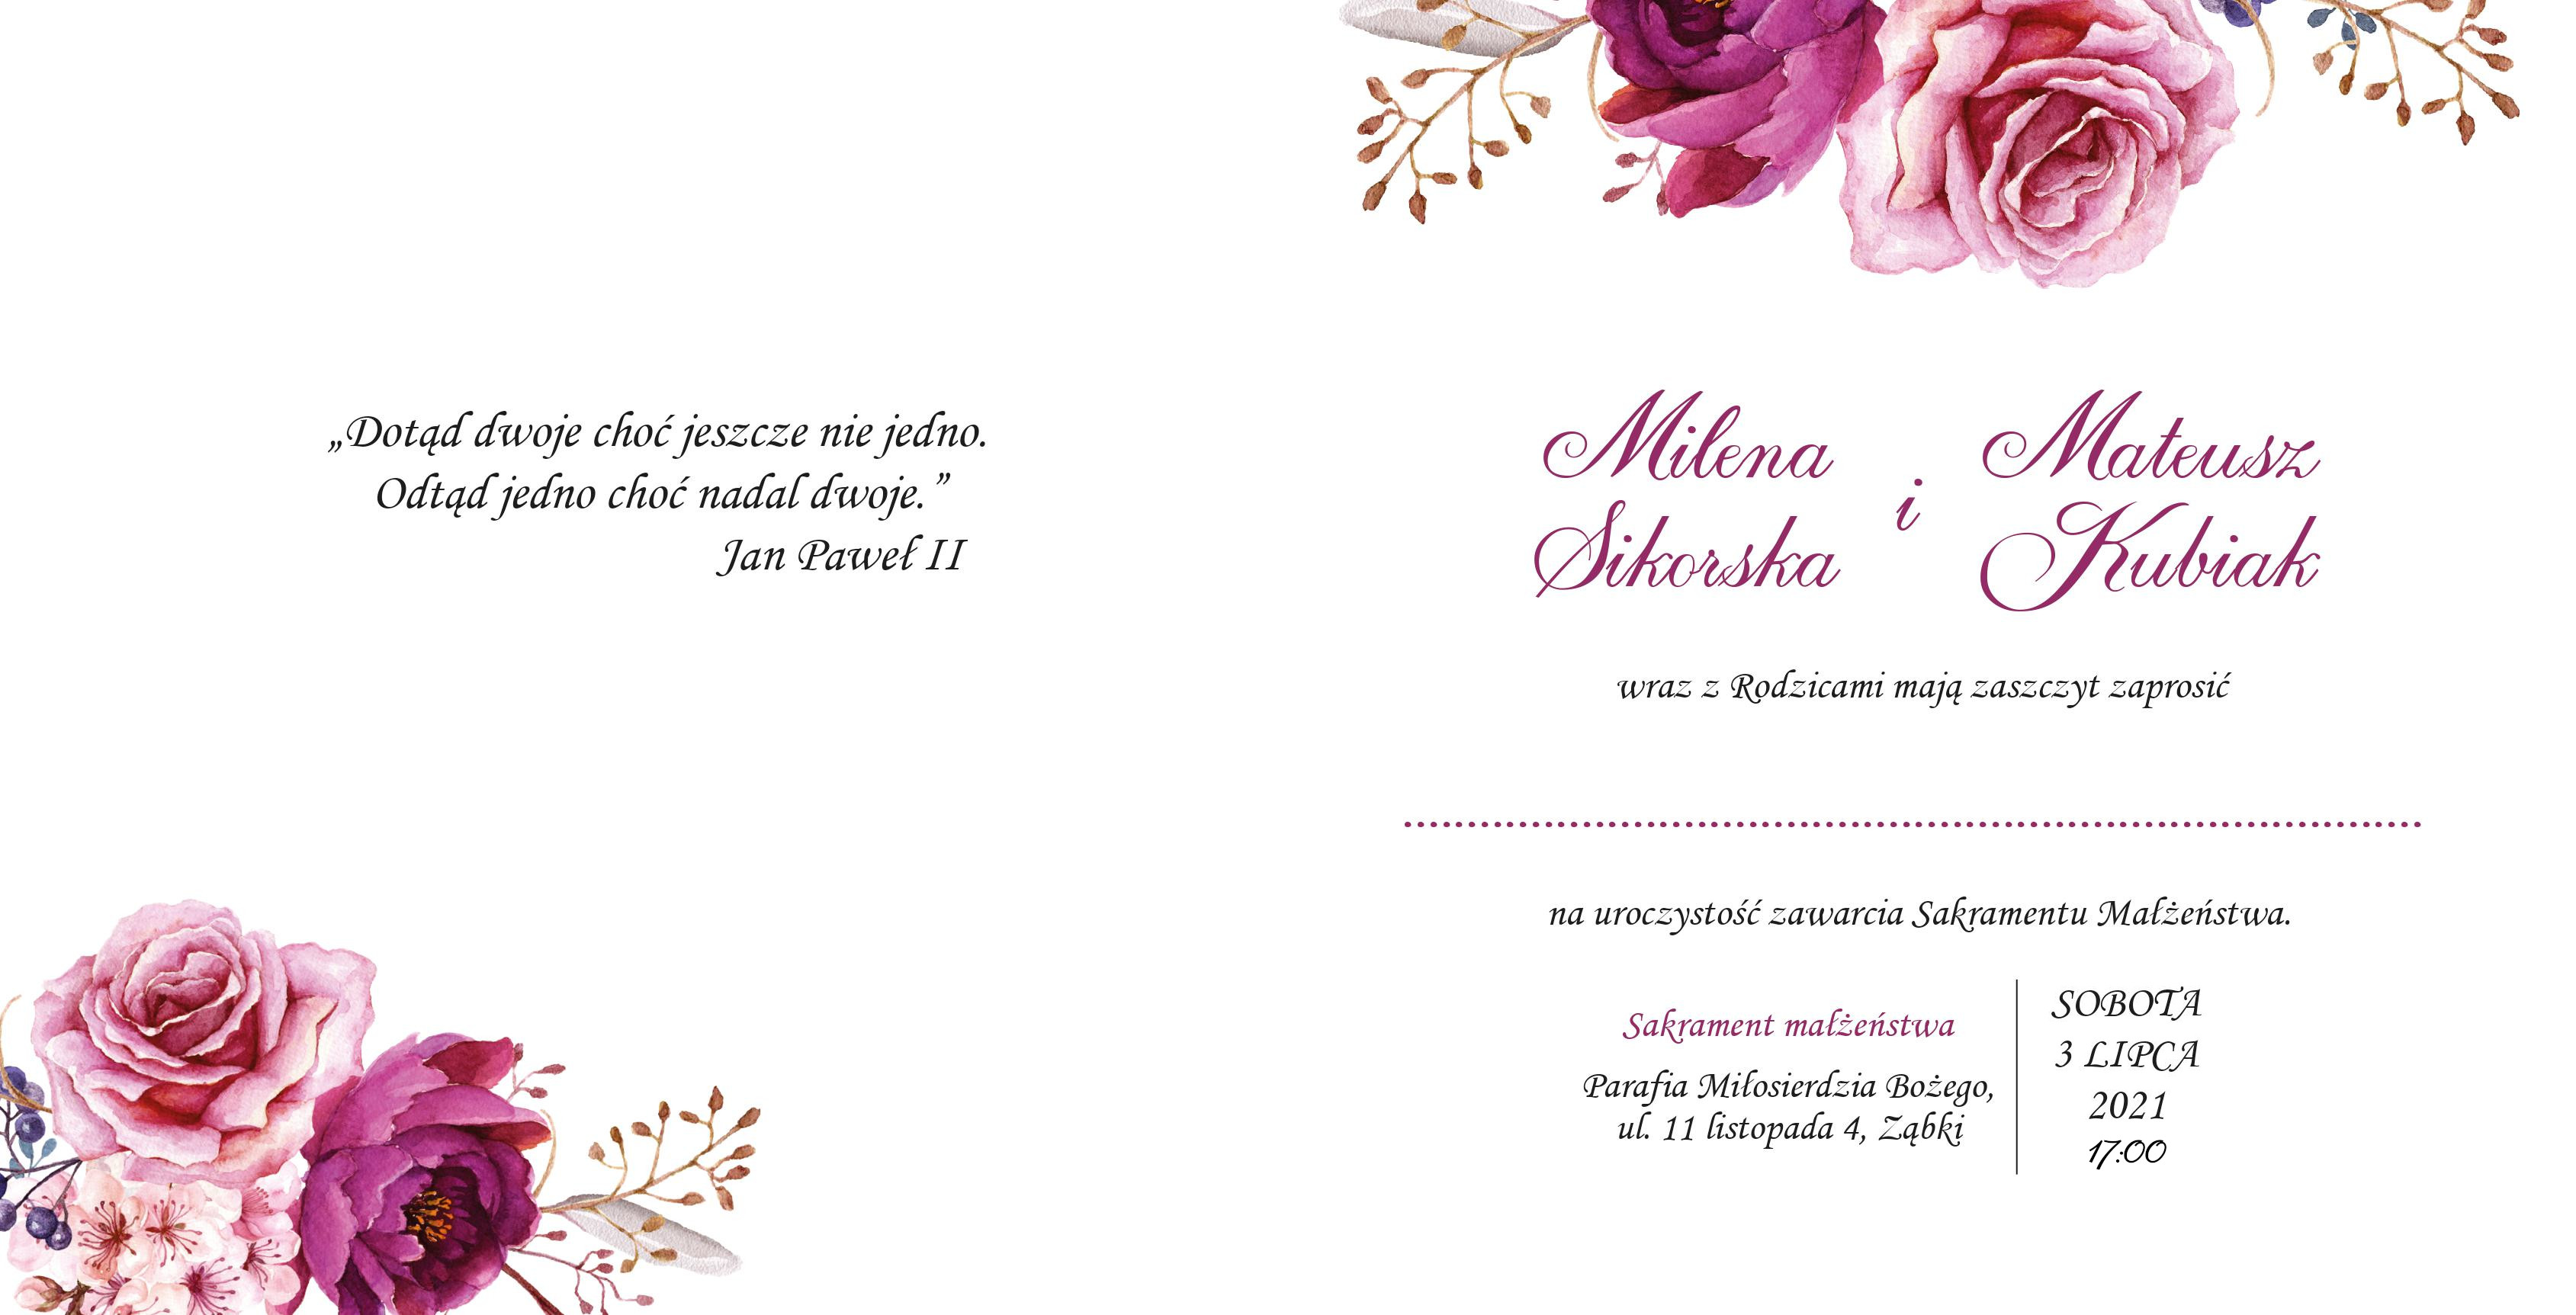 „Dotąd dwoje choć jeszcze nie jedno.
Odtąd jedno choć nadal dwoje.”
Jan Paweł II
Milena
Sikorska
i
Mateusz
Kubiak
wraz z Rodzicami mają zaszczyt zaprosić
na uroczystość zawarcia Sakramentu Małżeństwa.
Sakrament małżeństwa
Parafia Miłosierdzia Bożego,
ul. 11 listopada 4, Ząbki
SOBOTA
3 LIPCA
2021
17:00